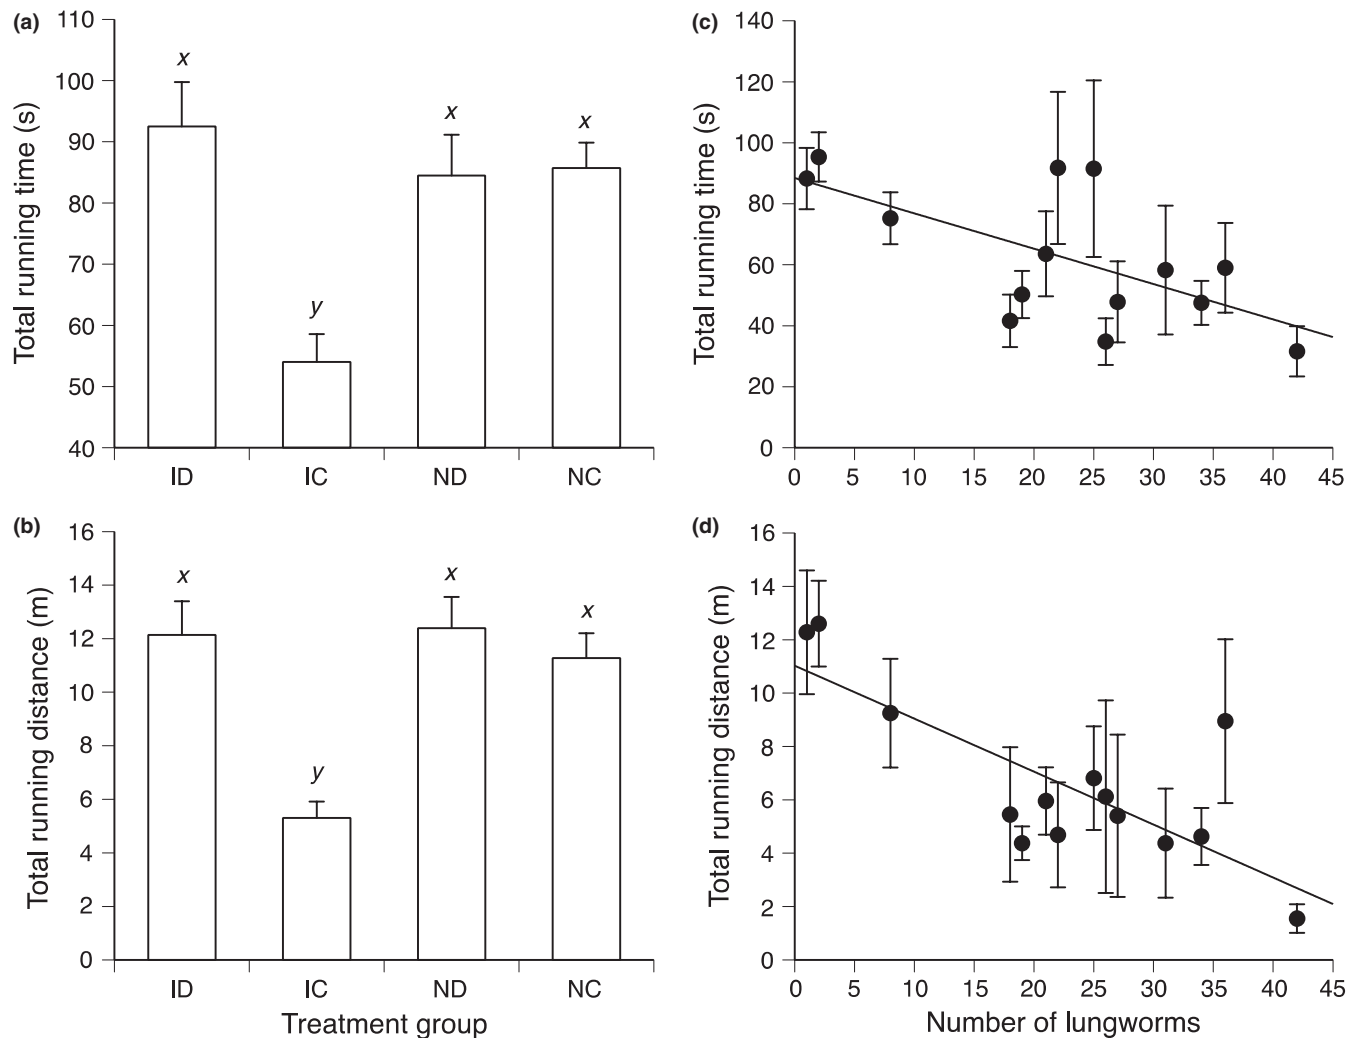 (a)
110
100
90
80
70
60
50
40
Total running time (s)
x
y
x
x
ID IC ND NC
(c)
140
120
100
80
60
40
20
0
Total running time (s)
0 5 10 15 20 25 30 35 40 45
(b)
16
14
12
10
8
6
4
2
0
Total running distance (m)
x
y
x
x
ID IC ND NC
Treatment group
(d)
16
14
12
10
8
6
4
2
0
Total running distance (m)
0 5 10 15 20 25 30 35 40 45
Number of lungworms